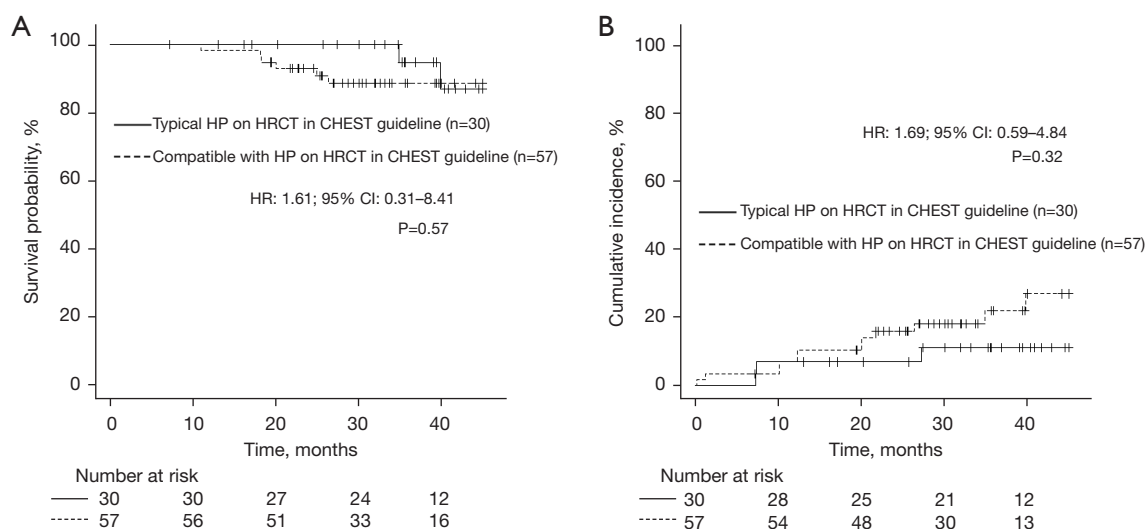 A
100
80
60
40
20
0
Survival probability, %
Typical HP on HRCT in CHEST guideline (n=30)
Compatible with HP on HRCT in CHEST guideline (n=57)
HR: 1.61; 95% CI: 0.31–8.41
P=0.57
0 10 20 30 40
Time, months
Number at risk
30 30 27 24 12
57 56 51 33 16
B
100
80
60
40
20
0
Cumulative incidence, %
HR: 1.69; 95% CI: 0.59–4.84
P=0.32
Typical HP on HRCT in CHEST guideline (n=30)
Compatible with HP on HRCT in CHEST guideline (n=57)
0 10 20 30 40
Time, months
Number at risk
30 28 25 21 12
57 54 48 30 13